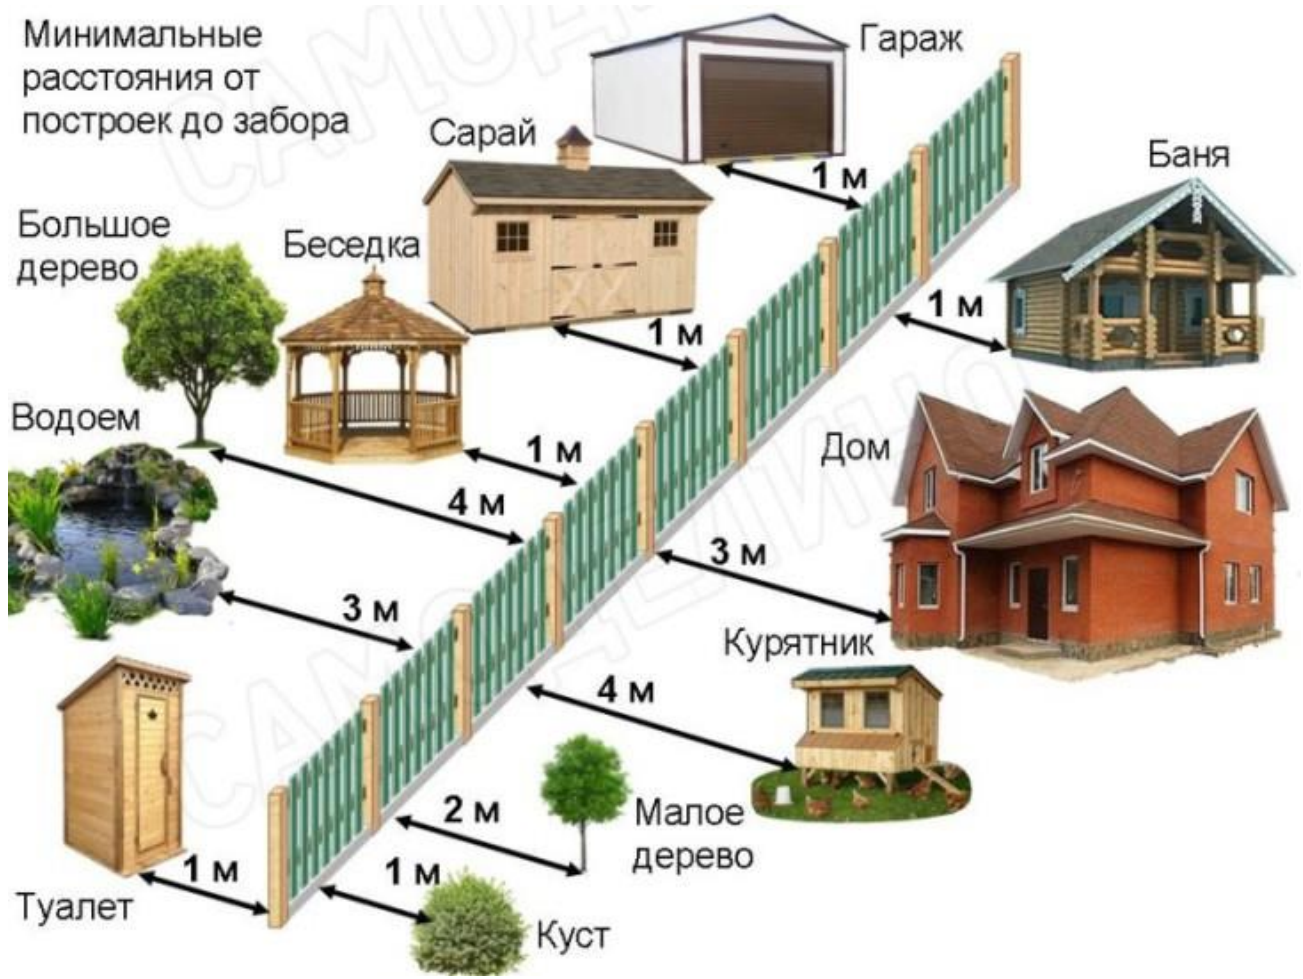 Минимальные
расстояния от
построек до забора
Гараж
Сарай
1 м
Баня
Большое
дерево
Беседка
1 м
1 м
Водоем
Дом
1 м
4 м
3 м
3 м
Курятник
4 м
2 м
Малое
дерево
1 м
1 м
Туалет
Куст
САМОДЕЛИНО